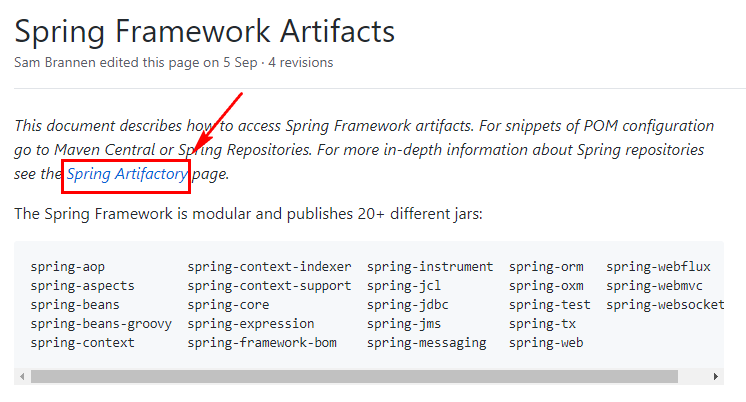 Spring Framework Artifacts
Sam Brannen edited this page on 5 Sep · 4 revisions
This document describes how to access Spring Framework artifacts. For snippets of POM configuration
go to Maven Central or Spring Repositories. For more in-depth information about Spring repositories
see the Spring Artifactory page.
The Spring Framework is modular and publishes 20+ different jars:
spring-aop spring-context-indexer spring-instrument spring-orm spring-webflux
spring-aspects spring-context-support spring-jcl spring-oxm spring-webmvc
spring-beans spring-core spring-jdbc spring-test spring-websocket
spring-beans-groovy spring-expression spring-jms spring-tx
spring-context spring-framework-bom spring-messaging spring-web